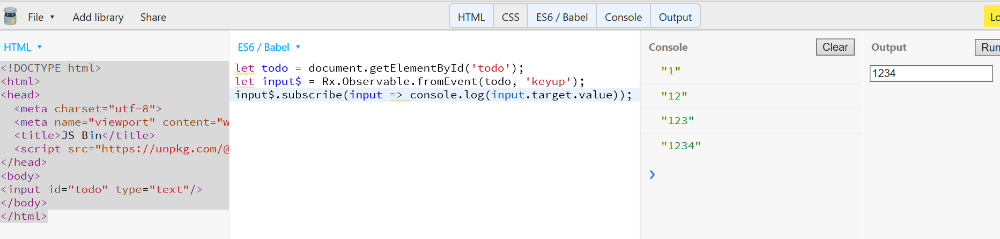 File ▼ Add library Share HTML CSS ES6 / Babel Console Output Lo
HTML ▼
<!DOCTYPE html>
<html>
<head>
<meta charset="utf-8">
<meta name="viewport" content="w
<title>JS Bin</title>
<script src="https://unpkg.com/@
</head>
<body>
<input id="todo" type="text"/>
</body>
</html>
ES6 / Babel ▼
let todo = document.getElementById('todo');
let input$ = Rx.Observable.fromEvent(todo, 'keyup');
input$.subscribe(input => console.log(input.target.value));
Console Clear
"1"
"12"
"123"
"1234"
Output Run
1234